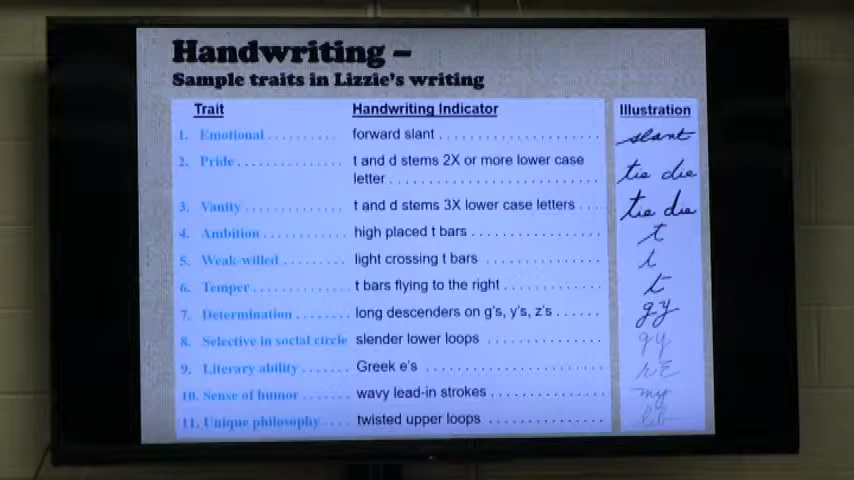 Handwriting –
Sample traits in Lizzie's writing
Trait Handwriting Indicator Illustration
1. Emotional .......... forward slant ...................... slant
2. Pride .............. t and d stems 2X or more lower case
letter ............................ tie die
3. Vanity ............. t and d stems 3X lower case letters .... tie die
4. Ambition ............ high placed t bars .................. t
5. Weak-willed ......... light crossing t bars ................ t
6. Temper .............. t bars flying to the right ............. t
7. Determination ........ long descenders on g's, y's, z's ...... gy
8. Selective in social circle slender lower loops ................ gy
9. Literary ability ....... Greek e's ..........................
10. Sense of humor ....... wavy lead-in strokes ................ my
11. Unique philosophy .... twisted upper loops .................